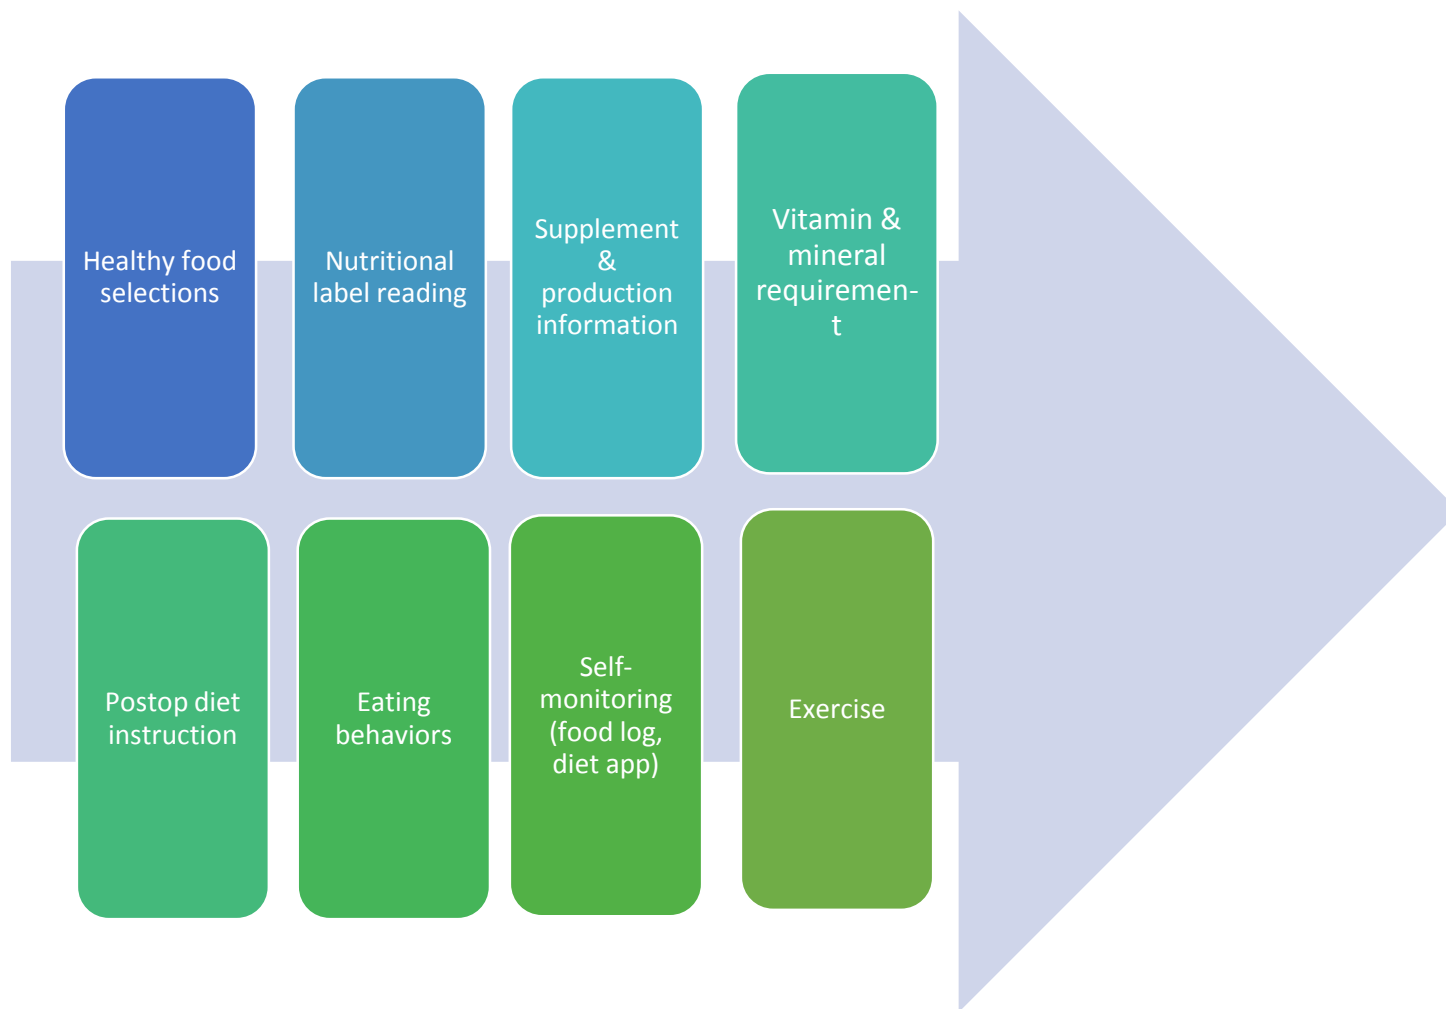 Healthy food
selections
Nutritional
label reading
Supplement
&
production
information
Vitamin &
mineral
requiremen-
t
Postop diet
instruction
Eating
behaviors
Self-
monitoring
(food log,
diet app)
Exercise